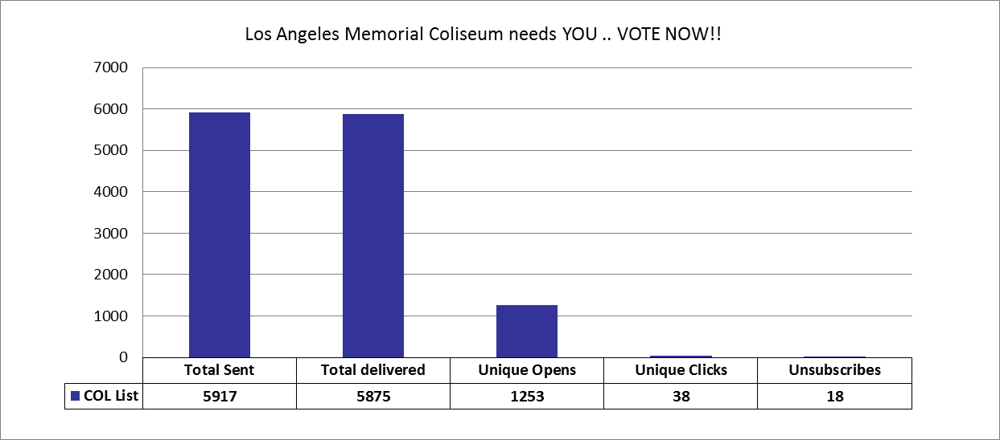 Los Angeles Memorial Coliseum needs YOU .. VOTE NOW!!
7000
6000
5000
4000
3000
2000
1000
0
Total Sent Total delivered Unique Opens Unique Clicks Unsubscribes
COL List 5917 5875 1253 38 18